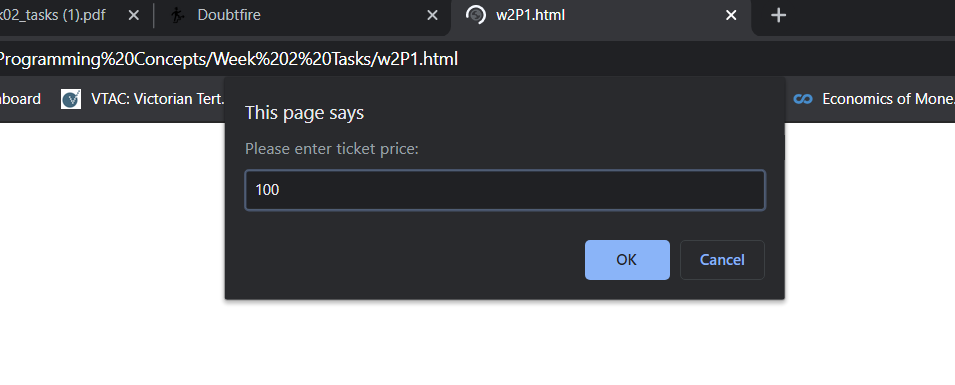 k02_tasks (1).pdf
Doubtfire
w2P1.html
Programming%20Concepts/Week%202%20Tasks/w2P1.html
board
VTAC: Victorian Tert.
Economics of Mone.
This page says
Please enter ticket price:
100
OK
Cancel